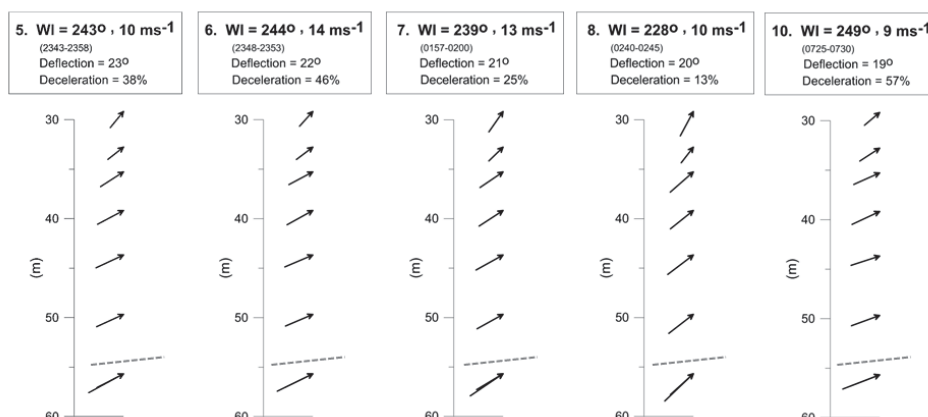 5. WI = 243º , 10 ms-1
(2343-2358)
Deflection = 23º
Deceleration = 38%
6. WI = 244º , 14 ms-1
(2348-2353)
Deflection = 22º
Deceleration = 46%
7. WI = 239º , 13 ms-1
(0157-0200)
Deflection = 21º
Deceleration = 25%
8. WI = 228º , 10 ms-1
(0240-0245)
Deflection = 20º
Deceleration = 13%
10. WI = 249º , 9 ms-1
(0725-0730)
Deflection = 19º
Deceleration = 57%
30
40
(m)
50
60
30
40
(m)
50
60
30
40
(m)
50
60
30
40
(m)
50
60
30
40
(m)
50
60